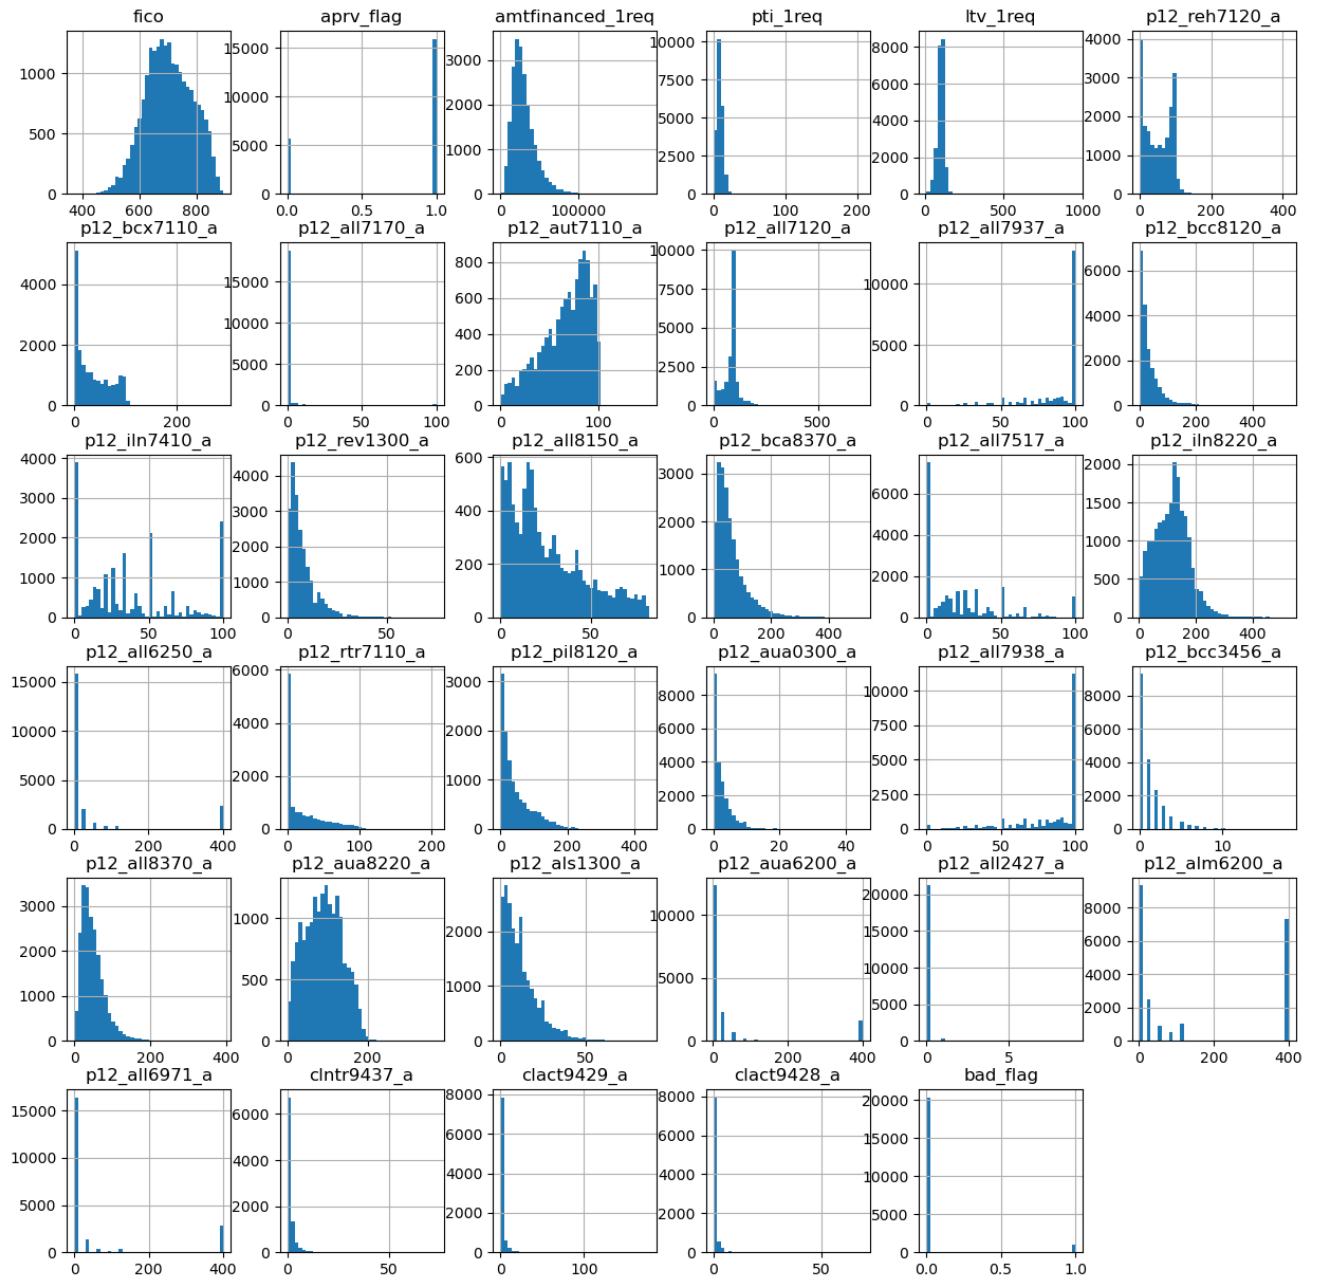 fico aprv_flag amtfinanced_1req pti_1req ltv_1req p12_reh7120_a
1000 500 0 400 600 800
15000 10000 5000 0 0.0 0.5 1.0
3000 2000 1000 0 0 100000
10000 7500 5000 2500 0 0 100 200
8000 6000 4000 2000 0 0 500 1000
4000 3000 2000 1000 0 0 200 400
p12_bcx7110_a p12_all7170_a p12_aut7110_a p12_all7120_a p12_all7937_a p12_bcc8120_a
4000 2000 0 0 200
15000 10000 5000 0 0 50 100
800 600 400 200 0 0 100
10000 7500 5000 2500 0 0 500
10000 5000 0 0 50 100
6000 4000 2000 0 0 200 400
p12_iln7410_a p12_rev1300_a p12_all8150_a p12_bca8370_a p12_all7517_a p12_iln8220_a
4000 3000 2000 1000 0 0 50 100
4000 3000 2000 1000 0 0 50
600 400 200 0 0 50
3000 2000 1000 0 0 200 400
6000 4000 2000 0 0 50 100
2000 1500 1000 500 0 0 200 400
p12_all6250_a p12_rtr7110_a p12_pil8120_a p12_aua0300_a p12_all7938_a p12_bcc3456_a
15000 10000 5000 0 0 200 400
6000 4000 2000 0 0 100 200
3000 2000 1000 0 0 200 400
8000 6000 4000 2000 0 0 20 40
10000 7500 5000 2500 0 0 50 100
8000 6000 4000 2000 0 0 10
p12_all8370_a p12_aua8220_a p12_als1300_a p12_aua6200_a p12_all2427_a p12_alm6200_a
3000 2000 1000 0 0 200 400
1000 500 0 0 200
2000 1000 0 0 50
10000 5000 0 0 200 400
20000 15000 10000 5000 0 0 5
8000 6000 4000 2000 0 0 200 400
p12_all6971_a clntr9437_a clact9429_a clact9428_a bad_flag
15000 10000 5000 0 0 200 400
6000 4000 2000 0 0 50
8000 6000 4000 2000 0 0 100
8000 6000 4000 2000 0 0 50
20000 15000 10000 5000 0 0.0 0.5 1.0